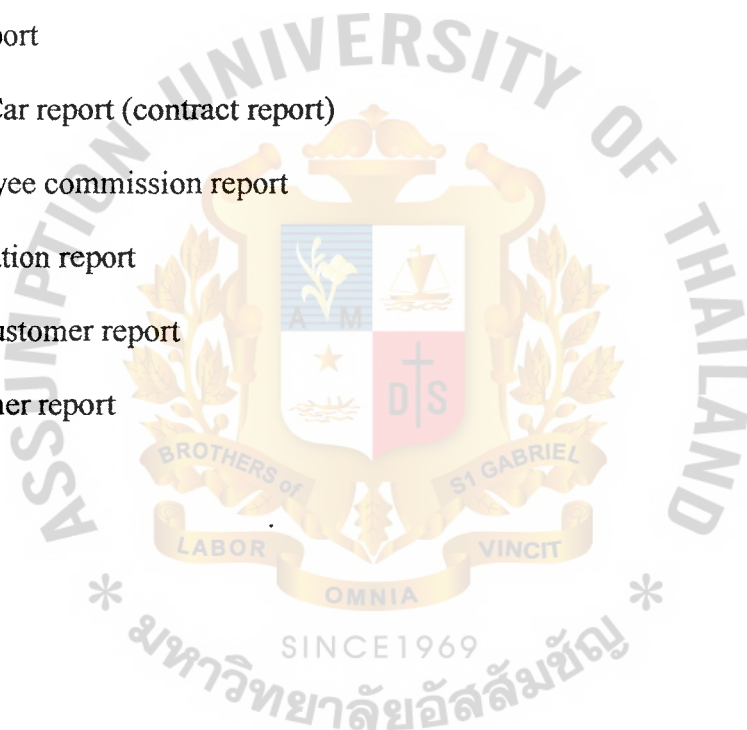 port
Car report (contract report)
yee commission report
ation report
ustomer report
ner report
ASSUMPTION UNIVERSITY OF THAILAND
A M
D S
BROTHERS of
S1 GABRIEL
LABOR
VINCIT
OMNIA
* SINCE1969 *
มหาวิทยาลัยอัสสัมชัญ